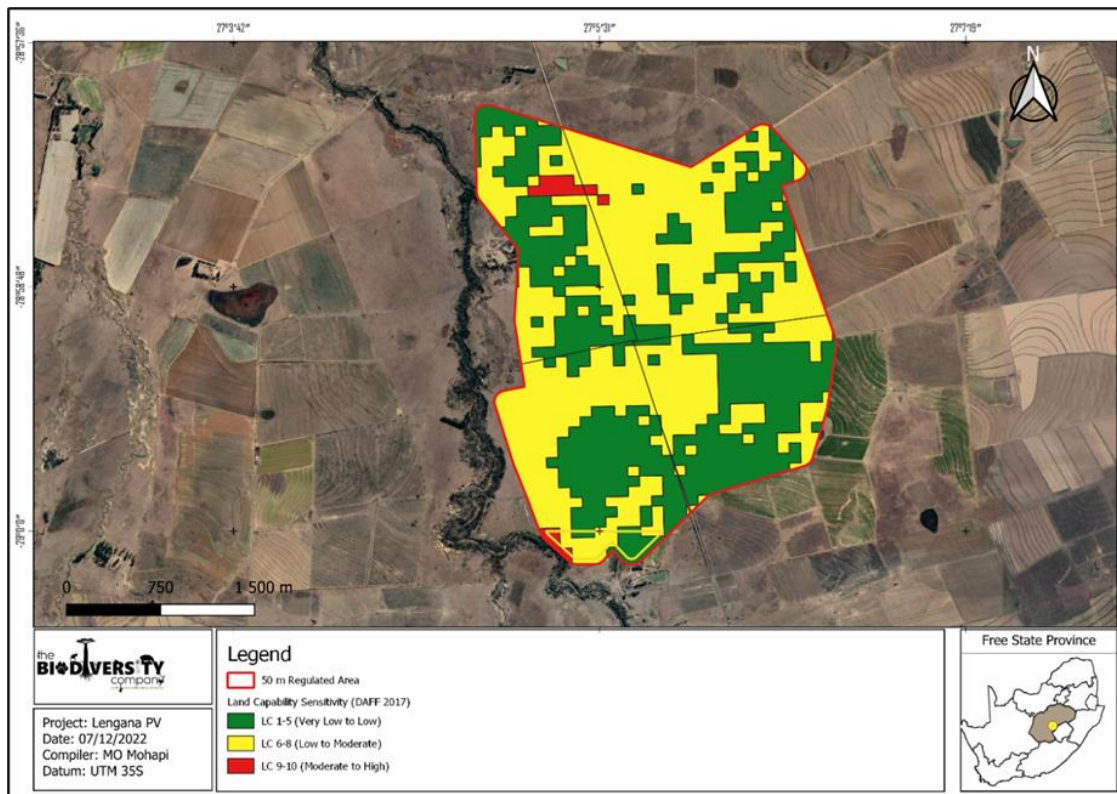 27°3'42" 27°5'31" 27°7'19"
-28°57'36"
N
-28°58'48"
-29°0'0"
0 750 1 500 m
the
BIODIVERSITY
company
Project: Lengana PV
Date: 07/12/2022
Compiler: MO Mohapi
Datum: UTM 35S
Legend
50 m Regulated Area
Land Capability Sensitivity (DAFF 2017)
LC 1-5 (Very Low to Low)
LC 6-8 (Low to Moderate)
LC 9-10 (Moderate to High)
Free State Province